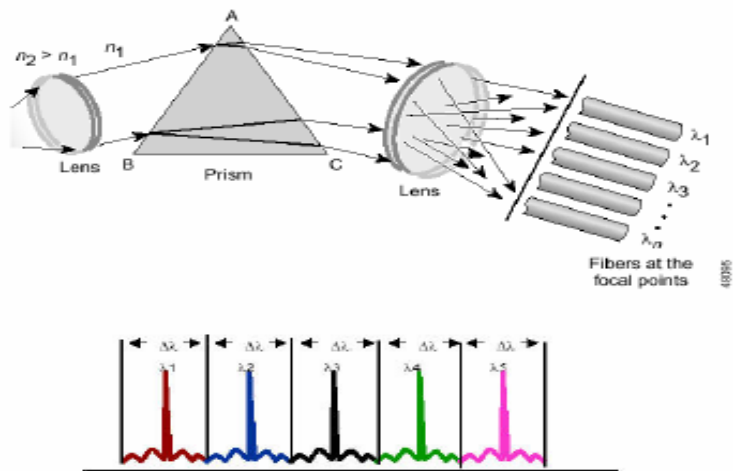 A
n2 > n1 n1
Lens
B
Prism
C
Lens
λ1
λ2
λ3
λn
Fibers at the
focal points
48095
Δλ Δλ Δλ Δλ Δλ
λ1 λ2 λ3 λ4 λ5